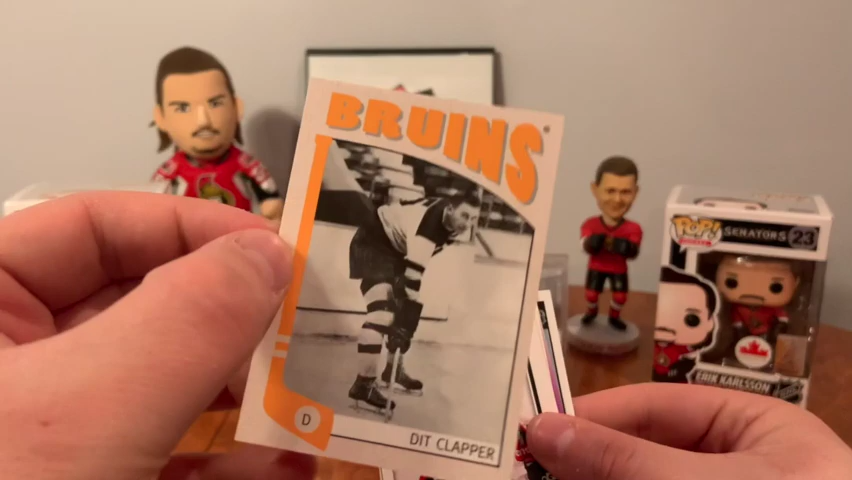 BRUINS
D
DIT CLAPPER
POP!
SENATORS 23
ERIK KARLSSON